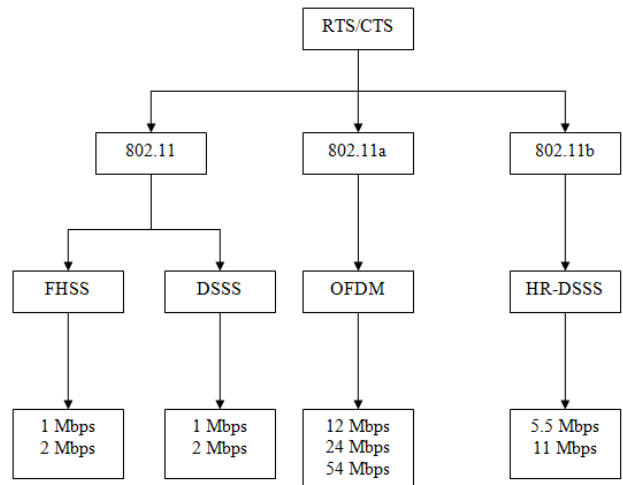 RTS/CTS
802.11
802.11a
802.11b
FHSS
DSSS
OFDM
HR-DSSS
1 Mbps
2 Mbps
1 Mbps
2 Mbps
12 Mbps
24 Mbps
54 Mbps
5.5 Mbps
11 Mbps